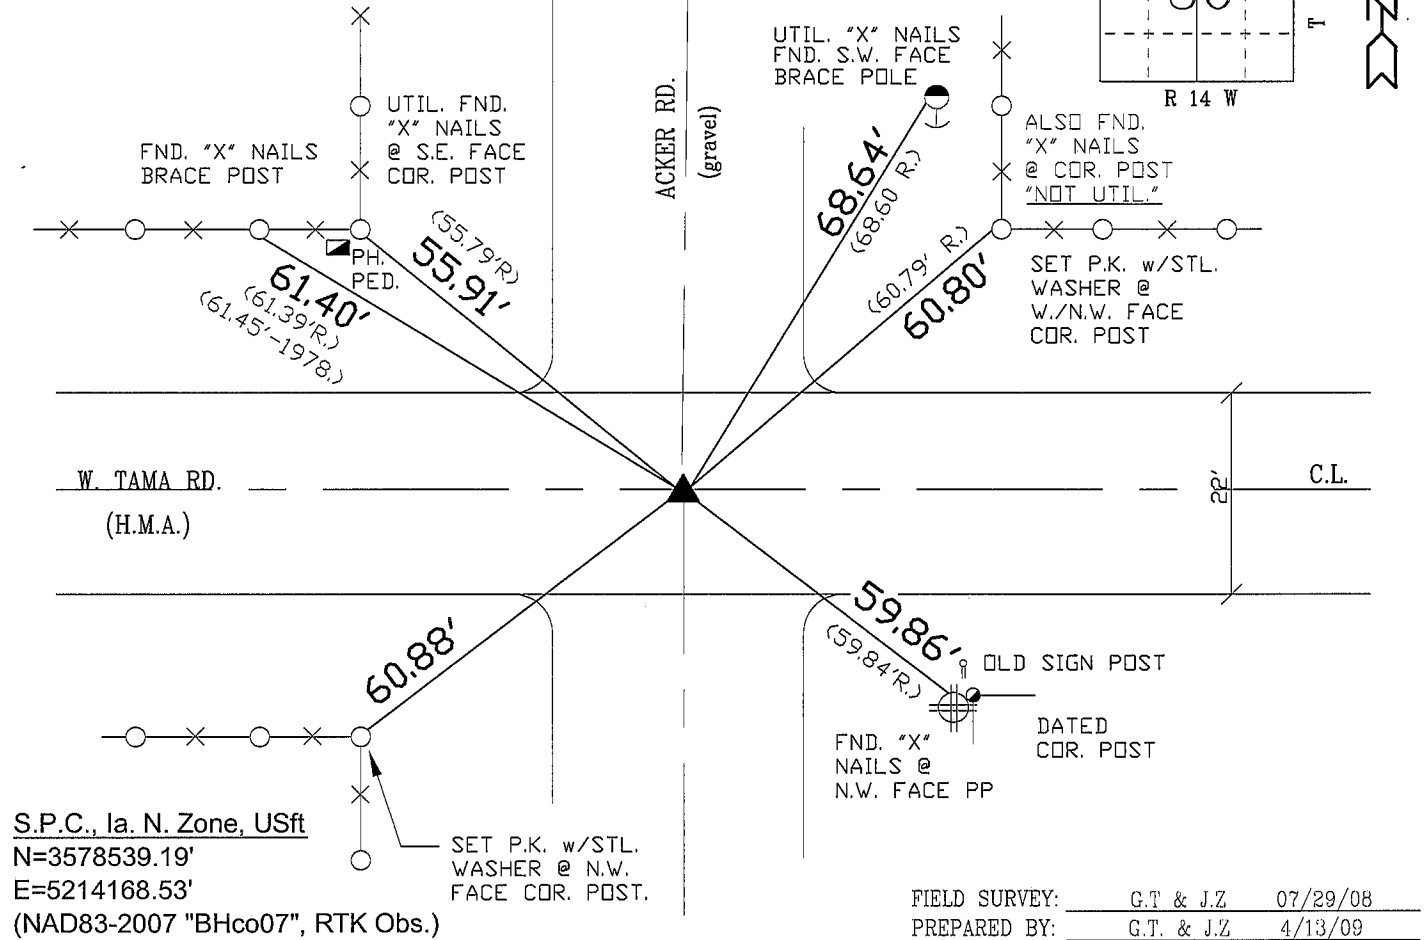 UTIL. "X" NAILS
FND. S.W. FACE
BRACE POLE
T
R 14 W
UTIL. FND.
"X" NAILS
@ S.E. FACE
COR. POST
FND. "X" NAILS
BRACE POST
ACKER RD.
(gravel)
ALSO FND.
"X" NAILS
@ COR. POST
"NOT UTIL."
68.64'
(68.60 R.)
(55.79'R)
55.91'
PH.
PED.
61.40'
(61.39'R.)
(61.45'-1978.)
(60.79' R.)
60.80'
SET P.K. w/STL.
WASHER @
W./N.W. FACE
COR. POST
W. TAMA RD.
(H.M.A.)
22'
C.L.
59.86'
(59.84'R.)
OLD SIGN POST
60.88'
DATED
COR. POST
FND. "X"
NAILS @
N.W. FACE PP
S.P.C., Ia. N. Zone, USft
N=3578539.19'
E=5214168.53'
(NAD83-2007 "BHco07", RTK Obs.)
SET P.K. w/STL.
WASHER @ N.W.
FACE COR. POST.
FIELD SURVEY: G.T & J.Z 07/29/08
PREPARED BY: G.T. & J.Z 4/13/09